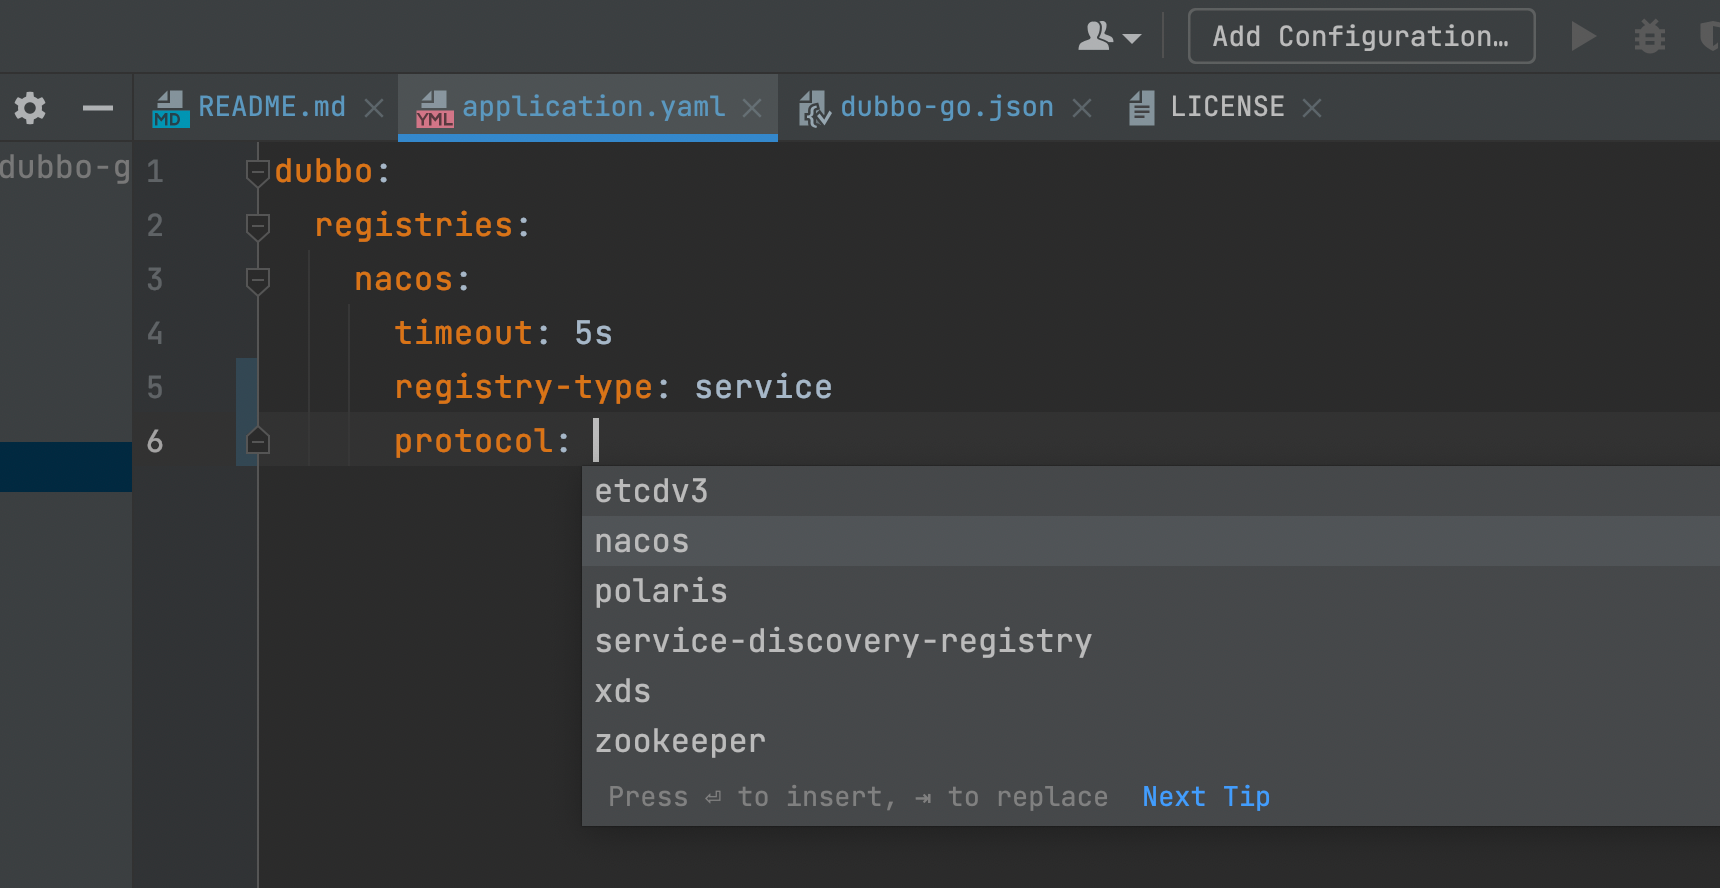 Add Configuration…
MD README.md
YML application.yaml
dubbo-go.json
LICENSE
dubbo-g
1 dubbo:
2 registries:
3 nacos:
4 timeout: 5s
5 registry-type: service
6 protocol:
etcdv3
nacos
polaris
service-discovery-registry
xds
zookeeper
Press ⏎ to insert, ⇥ to replace Next Tip